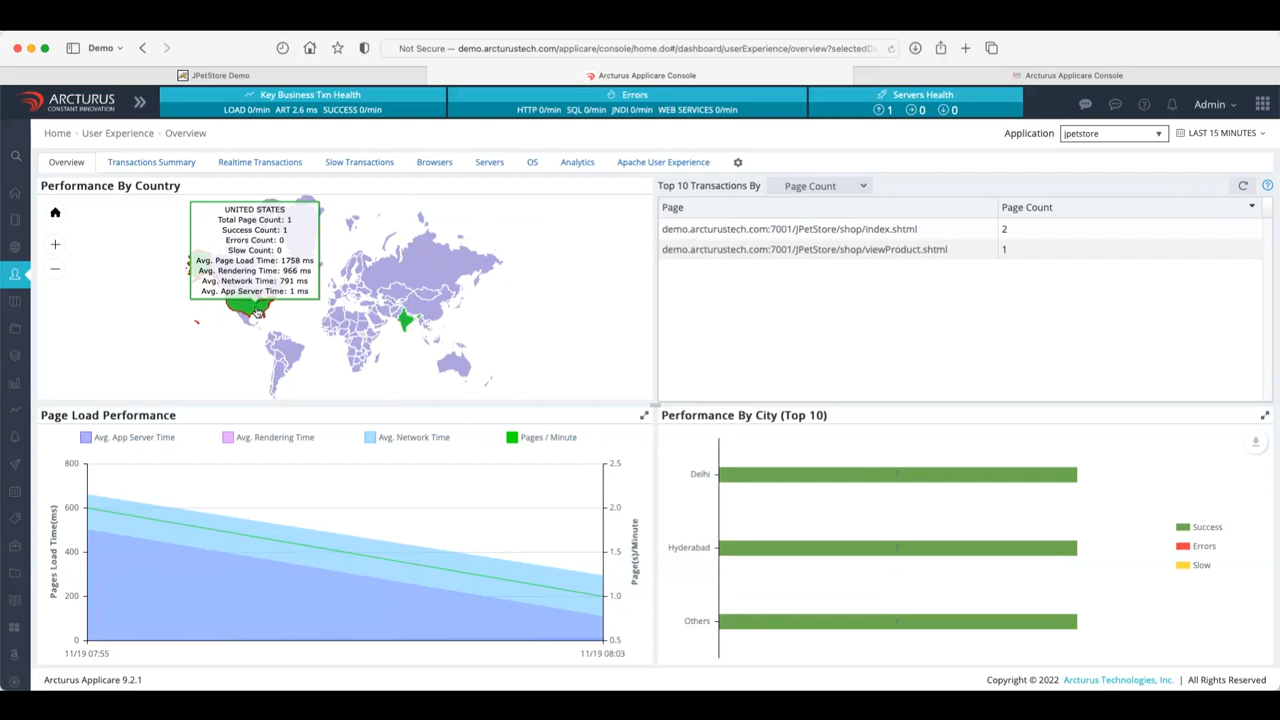 Demo
Not Secure — demo.arcturustech.com/applicare/console/home.do#/dashboard/userExperience/overview?selectedDa
JPetStore Demo
Arcturus Applicare Console
Arcturus Applicare Console
ARCTURUS
CONSTANT INNOVATION
Key Business Txn Health
LOAD 0/min ART 2.6 ms SUCCESS 0/min
Errors
HTTP 0/min SQL 0/min JNDI 0/min WEB SERVICES 0/min
Servers Health
1 0 0
Admin
Home - User Experience - Overview
Application jpetstore
LAST 15 MINUTES
Overview Transactions Summary Realtime Transactions Slow Transactions Browsers Servers OS Analytics Apache User Experience
Performance By Country
UNITED STATES
Total Page Count: 1
Success Count: 1
Errors Count: 0
Slow Count: 0
Avg. Page Load Time: 1758 ms
Avg. Rendering Time: 966 ms
Avg. Network Time: 791 ms
Avg. App Server Time: 1 ms
Top 10 Transactions By Page Count
Page Page Count
demo.arcturustech.com:7001/JPetStore/shop/index.shtml 2
demo.arcturustech.com:7001/JPetStore/shop/viewProduct.shtml 1
Page Load Performance
Avg. App Server Time Avg. Rendering Time Avg. Network Time Pages / Minute
Pages Load Time(ms)
800
600
400
200
0
2.5
2.0
1.5
1.0
0.5
Page(s)/Minute
11/19 07:55 11/19 08:03
Performance By City (Top 10)
Delhi
Hyderabad
Others
Success
Errors
Slow
Arcturus Applicare 9.2.1
Copyright © 2022 Arcturus Technologies, Inc. | All Rights Reserved